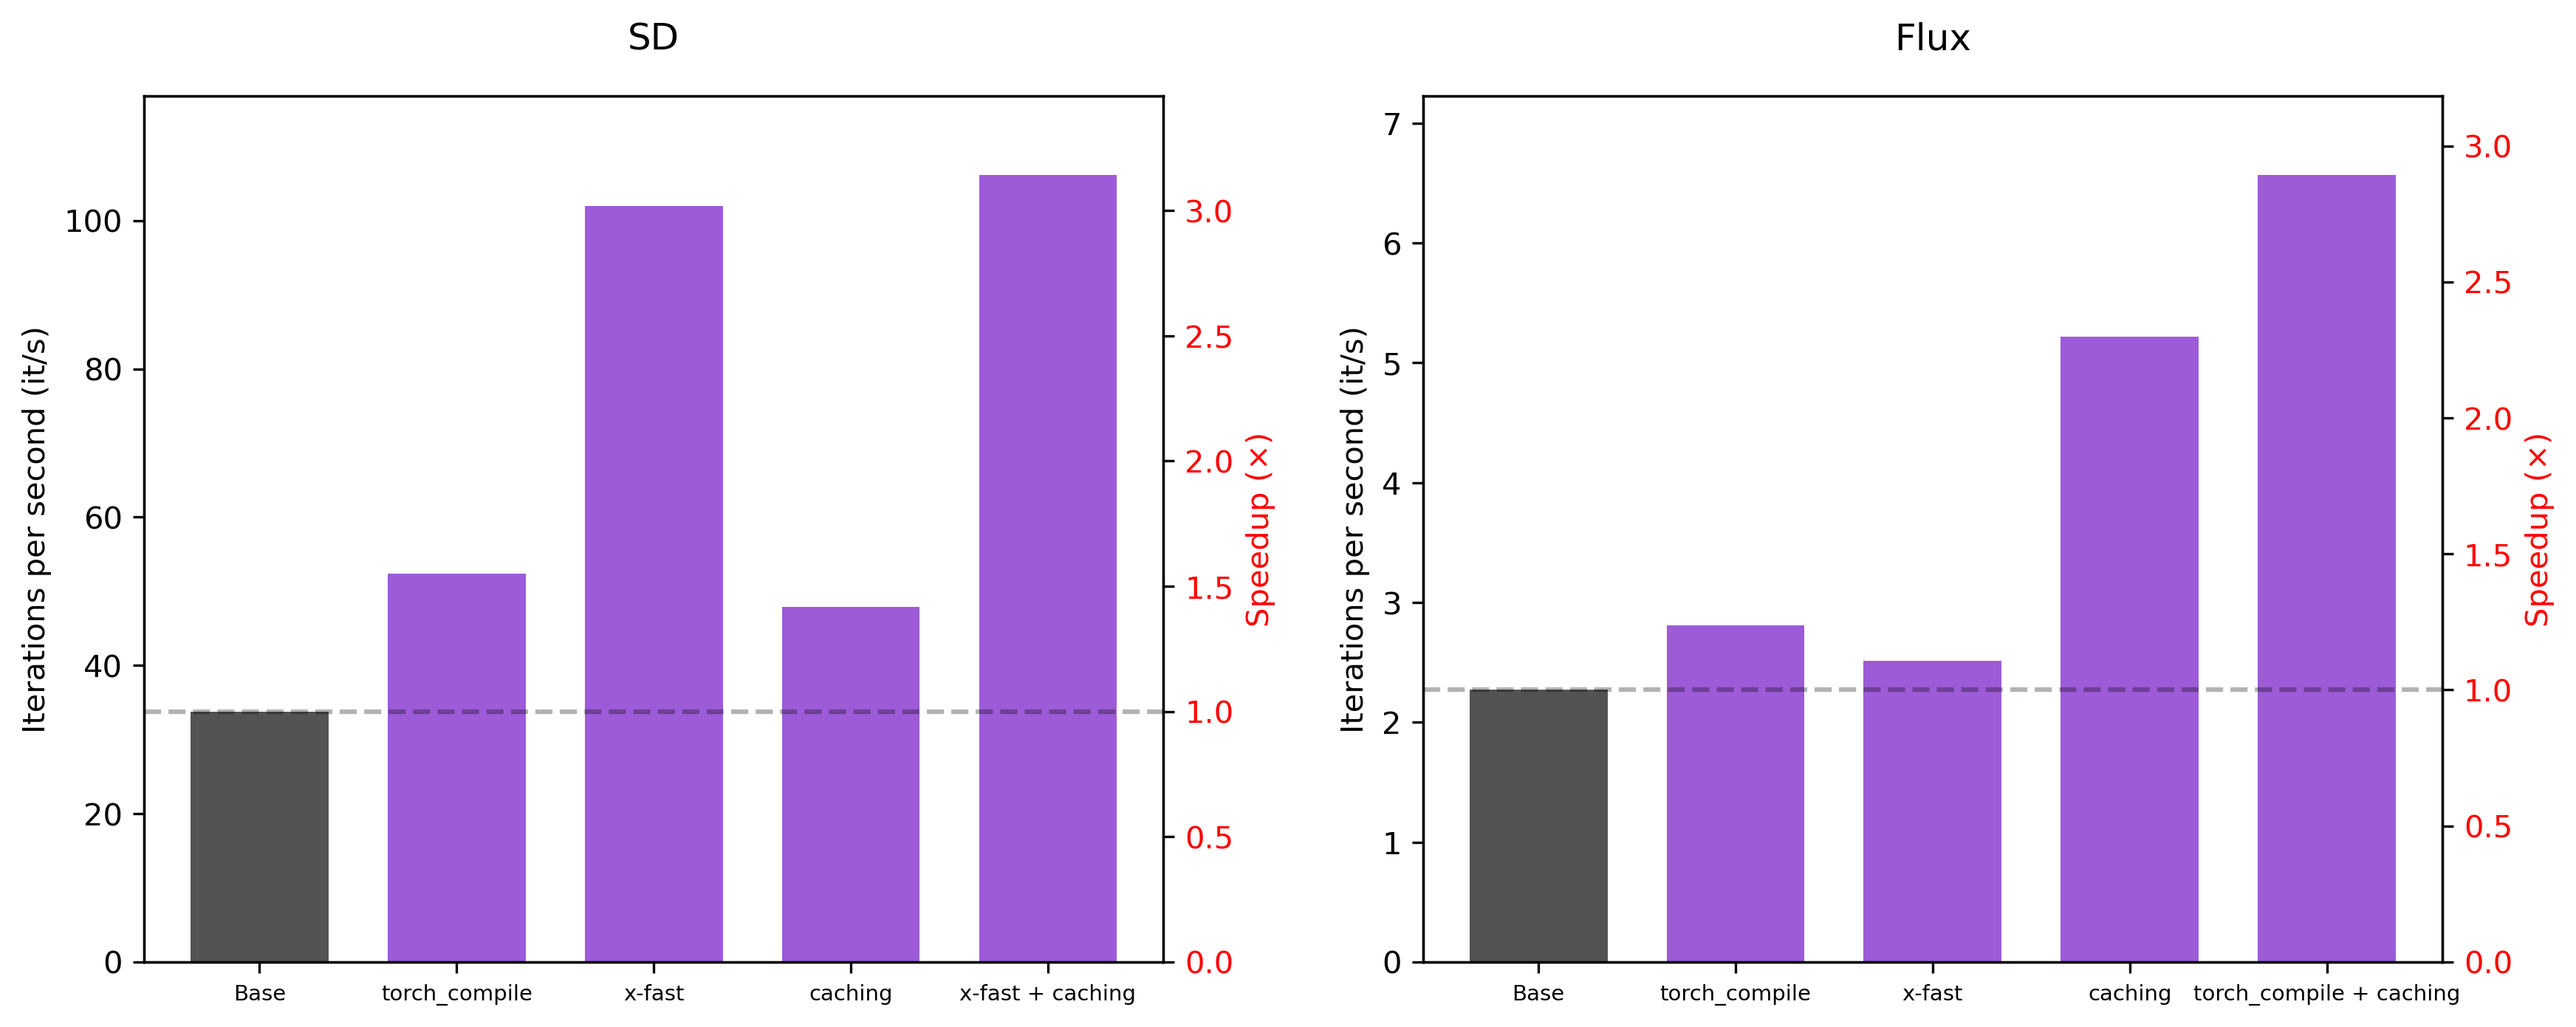 SD
Iterations per second (it/s)
100
80
60
40
20
0
3.0
2.5
2.0
1.5
1.0
0.5
0.0
Speedup (×)
Base
torch_compile
x-fast
caching
x-fast + caching
Flux
Iterations per second (it/s)
7
6
5
4
3
2
1
0
3.0
2.5
2.0
1.5
1.0
0.5
0.0
Speedup (×)
Base
torch_compile
x-fast
caching
torch_compile + caching